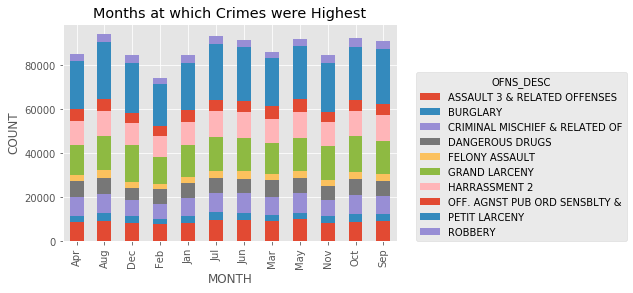 Months at which Crimes were Highest
COUNT
80000
60000
40000
20000
0
Apr Aug Dec Feb Jan Jul Jun Mar May Nov Oct Sep
MONTH
OFNS_DESC
ASSAULT 3 & RELATED OFFENSES
BURGLARY
CRIMINAL MISCHIEF & RELATED OF
DANGEROUS DRUGS
FELONY ASSAULT
GRAND LARCENY
HARRASSMENT 2
OFF. AGNST PUB ORD SENSBLTY &
PETIT LARCENY
ROBBERY